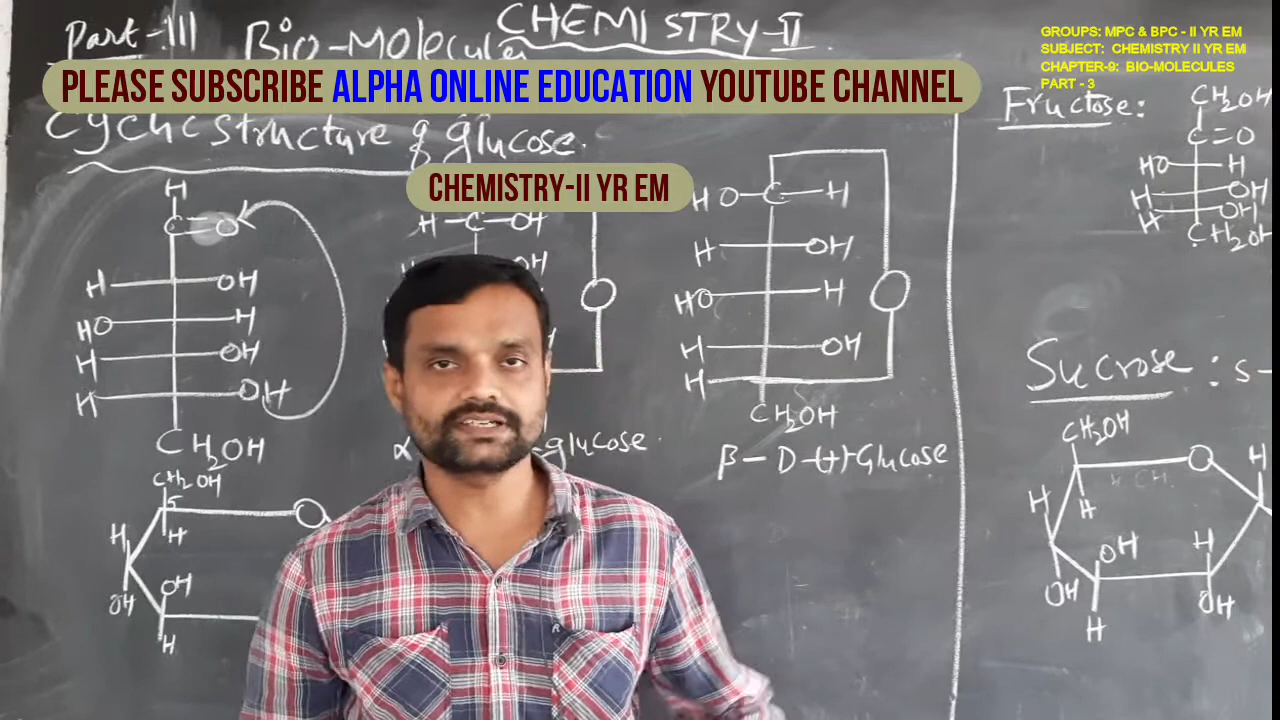 Part-III Bio-Molecules CHEMISTRY-II
GROUPS: MPC & BPC - II YR EM
SUBJECT: CHEMISTRY II YR EM
CHAPTER-9: BIO-MOLECULES
PART - 3
PLEASE SUBSCRIBE ALPHA ONLINE EDUCATION YOUTUBE CHANNEL
Cyclic structure of glucose.
CHEMISTRY-II YR EM
H
C=O
H OH
HO H
H OH
H OH
CH2OH
H-C-OH
OH
O
α -glucose.
HO-C-H
H OH
HO H
H OH
H
O
CH2OH
β-D-(+)-Glucose
Fructose:
CH2OH
C=O
HO H
H OH
H OH
CH2OH
Sucrose: S-
CH2OH
5 O
H H
OH OH
H
CH2OH
O H
H H
OH OH H
H OH